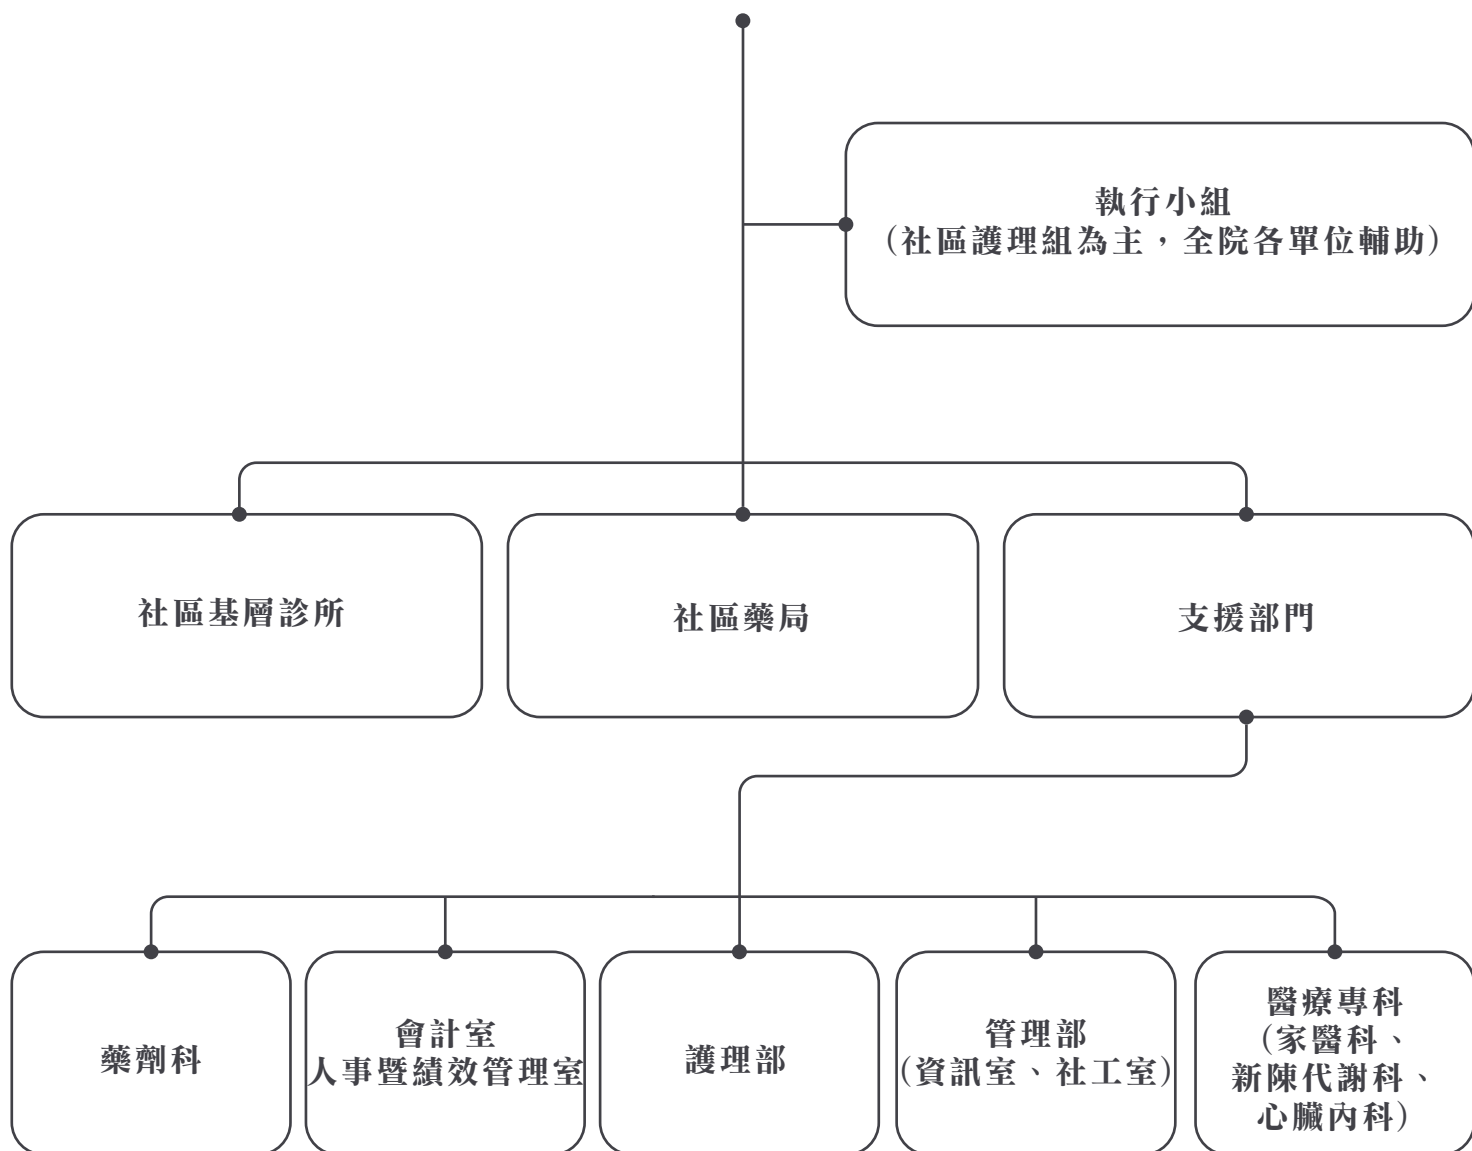 執行小組
(社區護理組為主，全院各單位輔助)
社區基層診所
社區藥局
支援部門
藥劑科
會計室
人事暨績效管理室
護理部
管理部
(資訊室、社工室)
醫療專科
(家醫科、
新陳代謝科、
心臟內科)